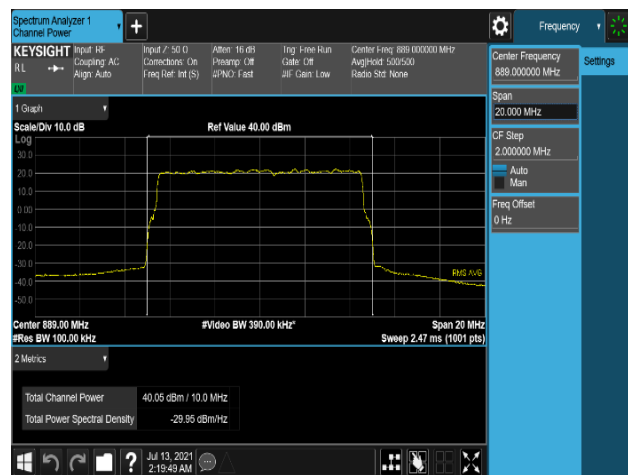 Spectrum Analyzer 1
Channel Power
Frequency
KEYSIGHT
RL
Input: RF
Coupling: AC
Align: Auto
Input Z: 50 Ω
Corrections: On
Freq Ref: Int (S)
Atten: 16 dB
Preamp: Off
#PNO: Fast
Trig: Free Run
Gate: Off
#IF Gain: Low
Center Freq: 889.000000 MHz
Avg|Hold: 500/500
Radio Std: None
Center Frequency
889.000000 MHz
Settings
Span
20.000 MHz
CF Step
2.000000 MHz
Auto
Man
Freq Offset
0 Hz
1 Graph
Scale/Div 10.0 dB
Ref Value 40.00 dBm
Log
30.0
20.0
10.0
0.00
-10.0
-20.0
-30.0
-40.0
-50.0
RMS AVG
Center 889.00 MHz
#Video BW 390.00 kHz*
Span 20 MHz
#Res BW 100.00 kHz
Sweep 2.47 ms (1001 pts)
2 Metrics
Total Channel Power 40.05 dBm / 10.0 MHz
Total Power Spectral Density -29.95 dBm/Hz
Jul 13, 2021
2:19:49 AM